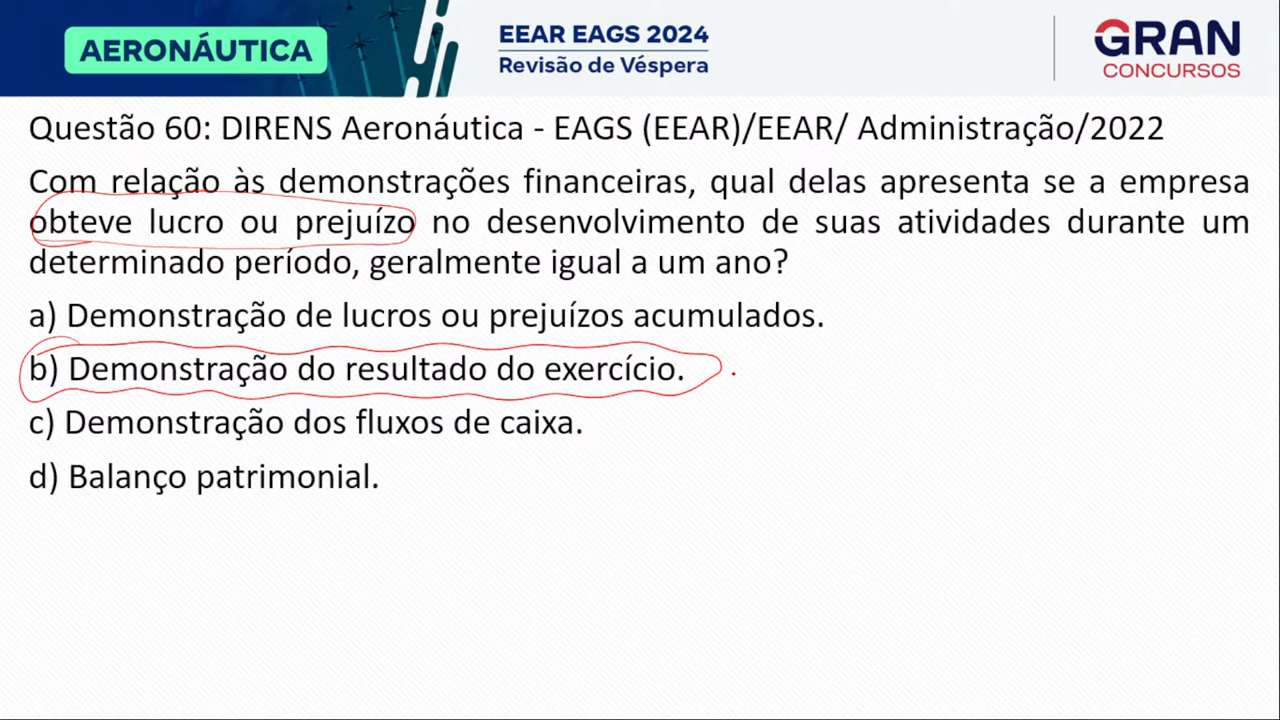 AERONÁUTICA
EEAR EAGS 2024
Revisão de Véspera
GRAN
CONCURSOS
Questão 60: DIRENS Aeronáutica - EAGS (EEAR)/EEAR/ Administração/2022
Com relação às demonstrações financeiras, qual delas apresenta se a empresa
obteve lucro ou prejuízo no desenvolvimento de suas atividades durante um
determinado período, geralmente igual a um ano?
a) Demonstração de lucros ou prejuízos acumulados.
b) Demonstração do resultado do exercício.
c) Demonstração dos fluxos de caixa.
d) Balanço patrimonial.